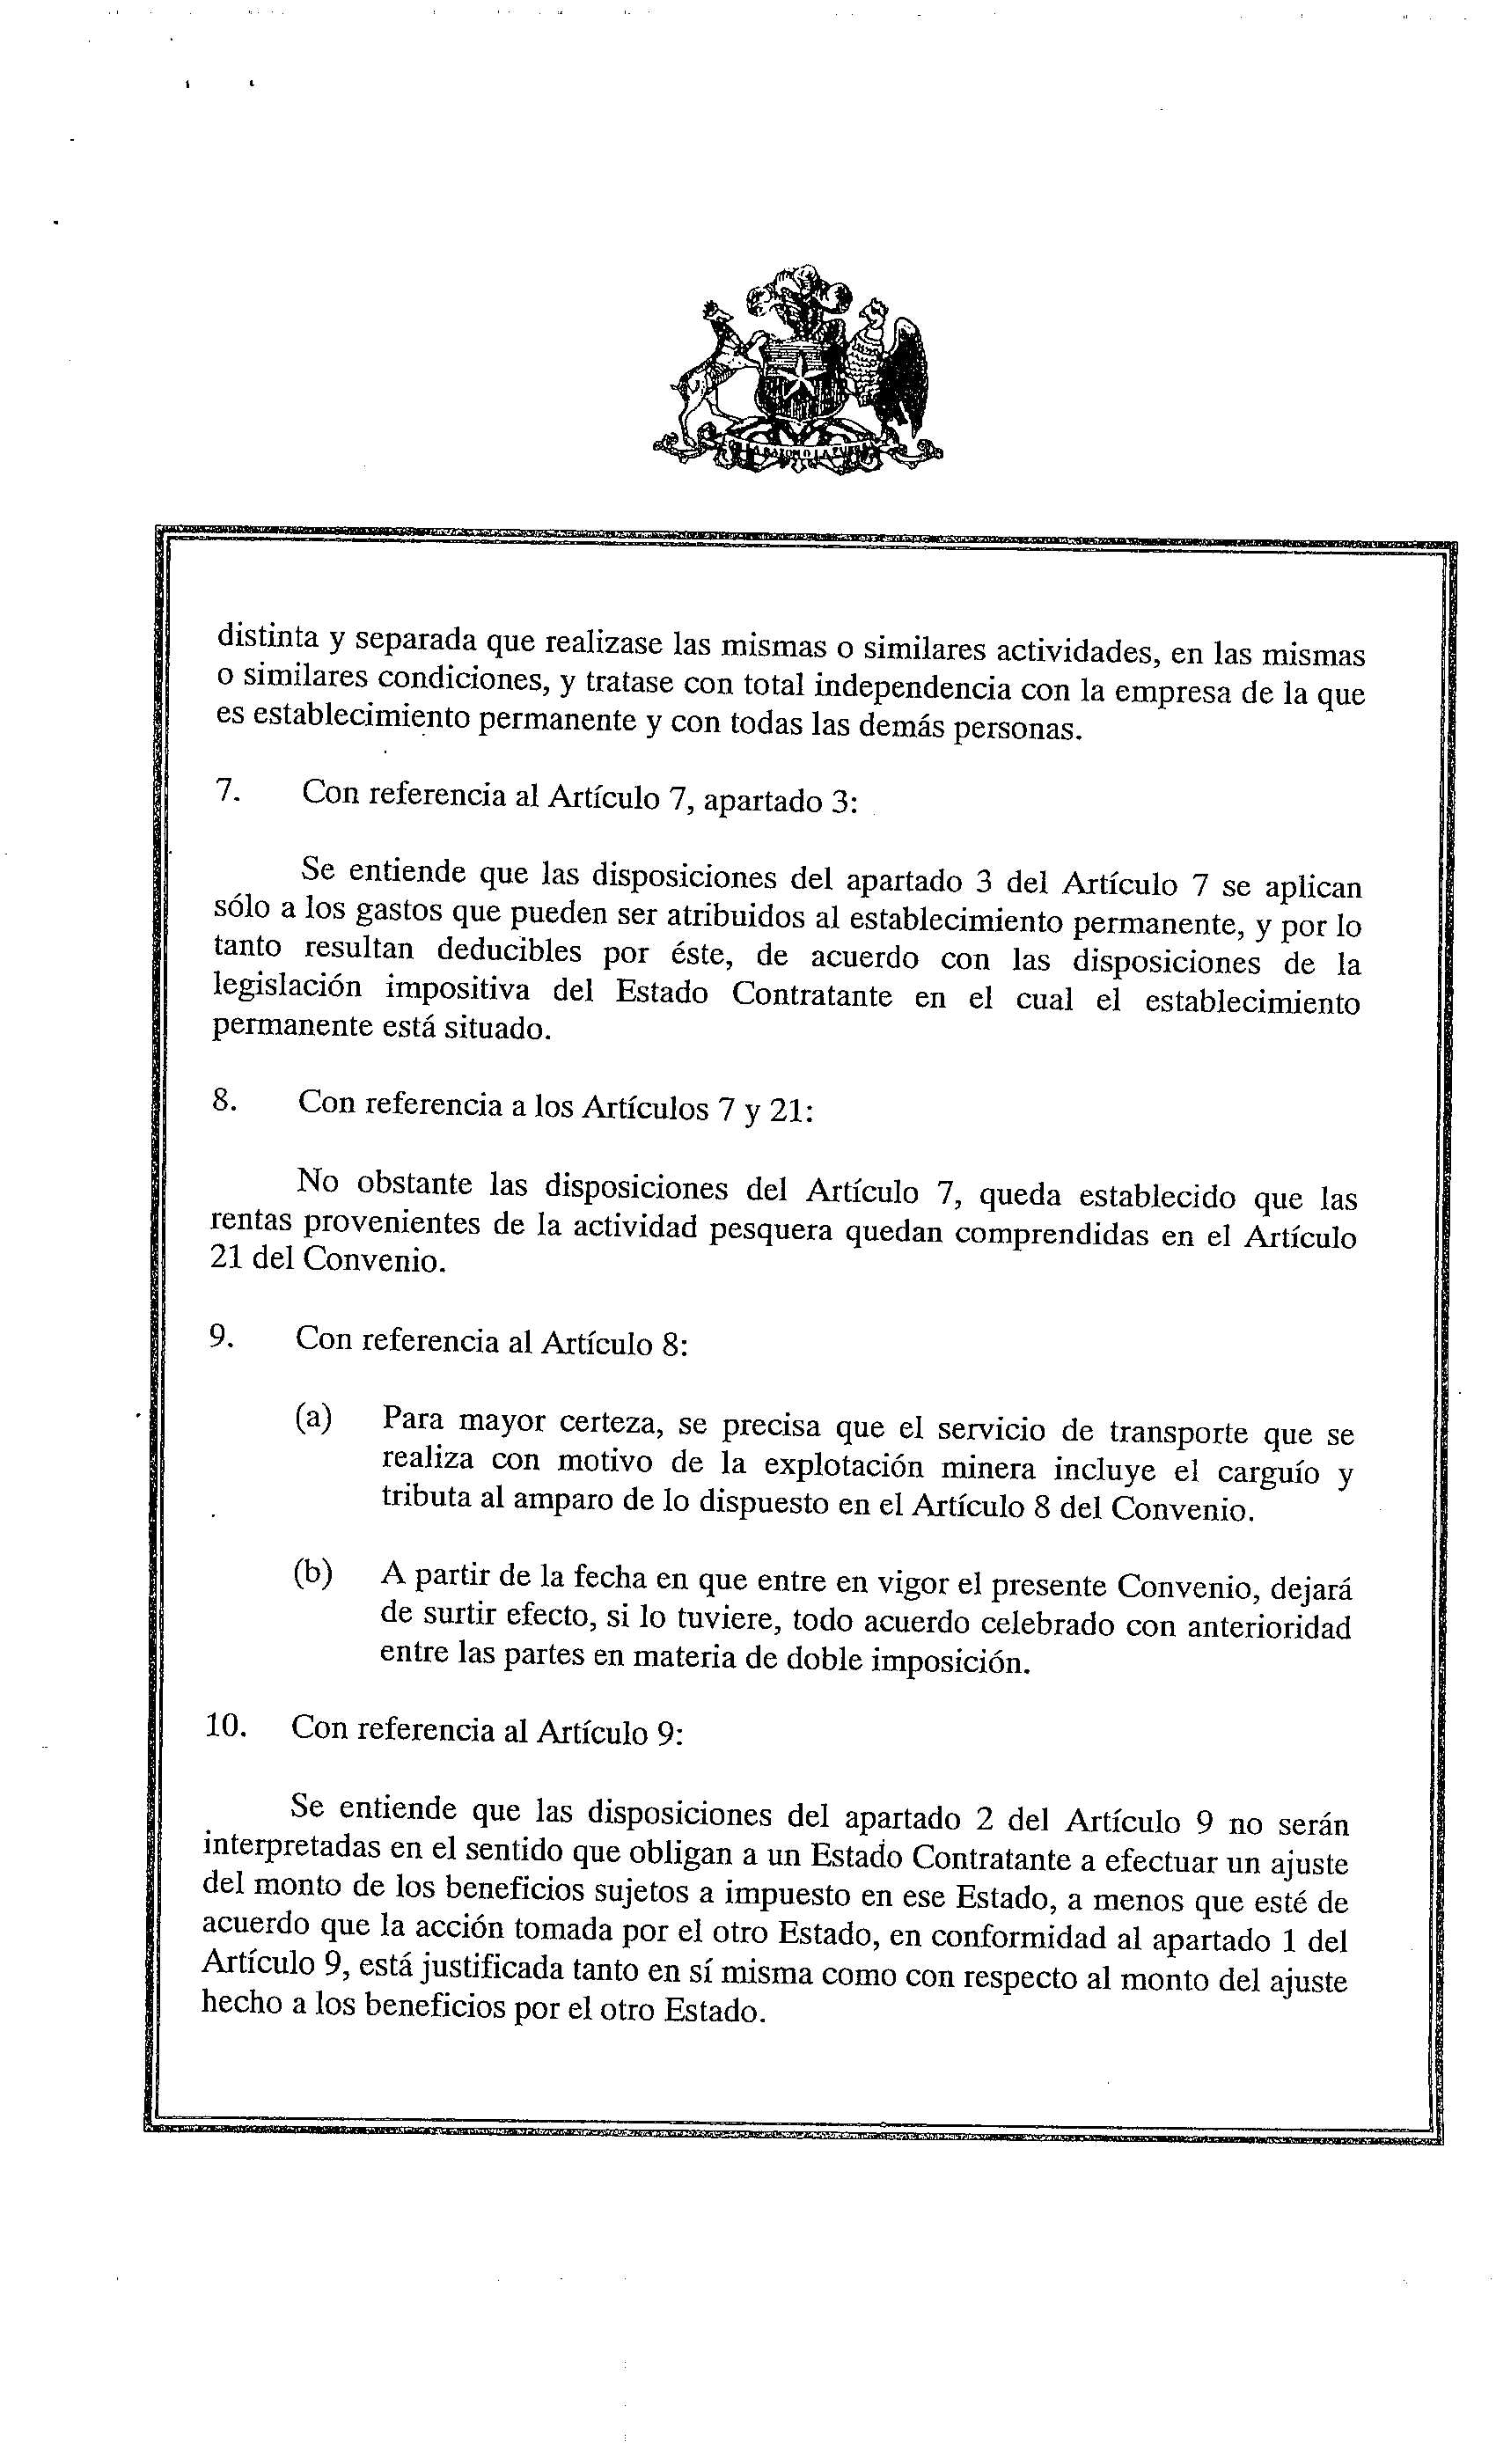 LA RAZON O LA FUERZA
distinta y separada que realizase las mismas o similares actividades, en las mismas
o similares condiciones, y tratase con total independencia con la empresa de la que
es establecimiento permanente y con todas las demás personas.
7. Con referencia al Artículo 7, apartado 3:
Se entiende que las disposiciones del apartado 3 del Artículo 7 se aplican
sólo a los gastos que pueden ser atribuidos al establecimiento permanente, y por lo
tanto resultan deducibles por éste, de acuerdo con las disposiciones de la
legislación impositiva del Estado Contratante en el cual el establecimiento
permanente está situado.
8. Con referencia a los Artículos 7 y 21:
No obstante las disposiciones del Artículo 7, queda establecido que las
rentas provenientes de la actividad pesquera quedan comprendidas en el Artículo
21 del Convenio.
9. Con referencia al Artículo 8:
(a) Para mayor certeza, se precisa que el servicio de transporte que se
realiza con motivo de la explotación minera incluye el carguío y
tributa al amparo de lo dispuesto en el Artículo 8 del Convenio.
(b) A partir de la fecha en que entre en vigor el presente Convenio, dejará
de surtir efecto, si lo tuviere, todo acuerdo celebrado con anterioridad
entre las partes en materia de doble imposición.
10. Con referencia al Artículo 9:
Se entiende que las disposiciones del apartado 2 del Artículo 9 no serán
interpretadas en el sentido que obligan a un Estado Contratante a efectuar un ajuste
del monto de los beneficios sujetos a impuesto en ese Estado, a menos que esté de
acuerdo que la acción tomada por el otro Estado, en conformidad al apartado 1 del
Artículo 9, está justificada tanto en sí misma como con respecto al monto del ajuste
hecho a los beneficios por el otro Estado.